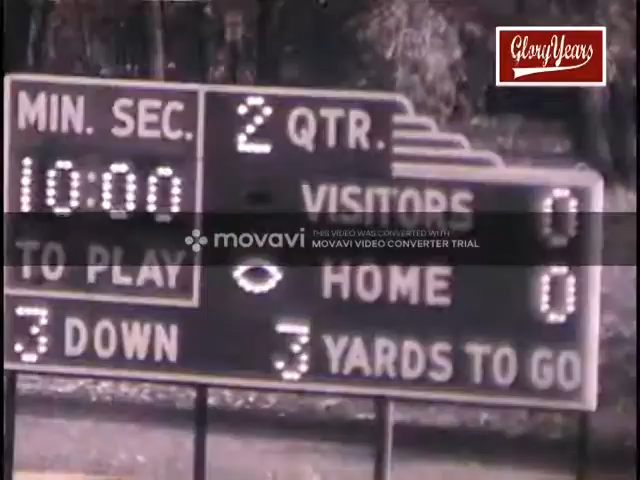 GloryYears
MIN. SEC.
2 QTR.
10:00
VISITORS 0
movavi
THIS VIDEO WAS CONVERTED WITH
MOVAVI VIDEO CONVERTER TRIAL
TO PLAY
HOME 0
3 DOWN
3 YARDS TO GO